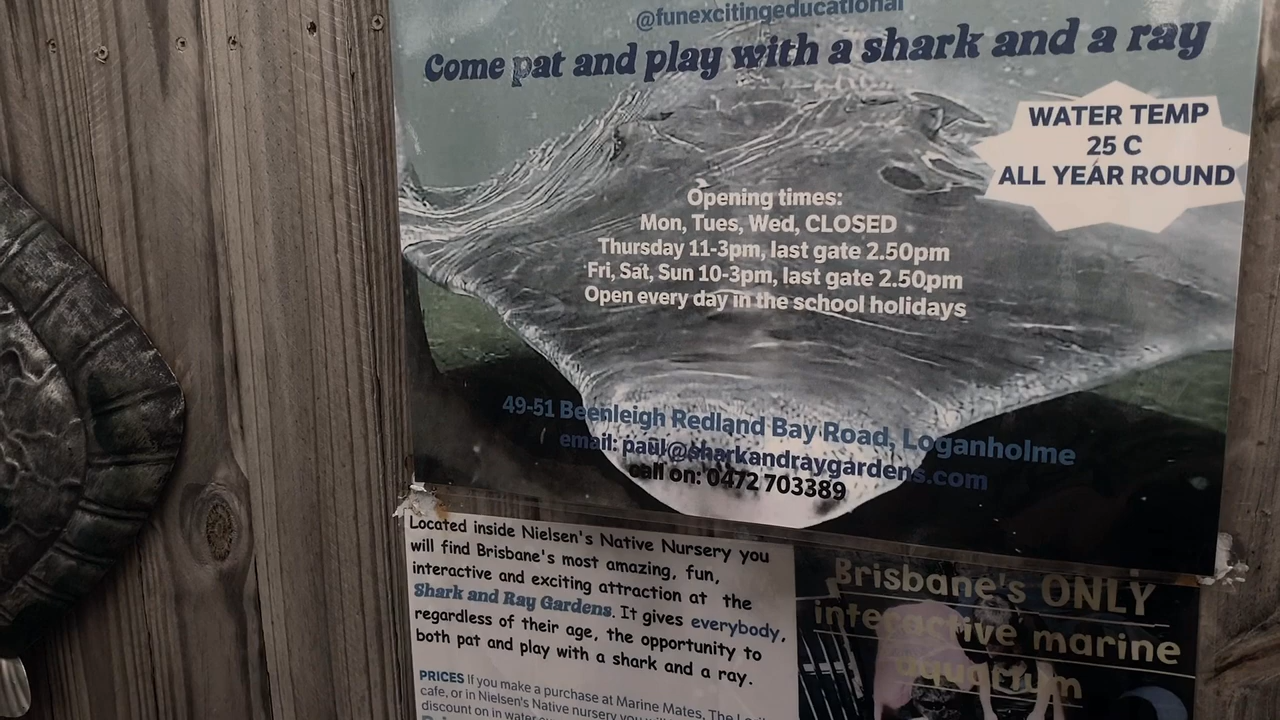 @funexcitingeducational
Come pat and play with a shark and a ray
WATER TEMP
25 C
ALL YEAR ROUND
Opening times:
Mon, Tues, Wed, CLOSED
Thursday 11-3pm, last gate 2.50pm
Fri, Sat, Sun 10-3pm, last gate 2.50pm
Open every day in the school holidays
49-51 Beenleigh Redland Bay Road, Loganholme
email: paul@sharkandraygardens.com
call on: 0472 703389
Located inside Nielsen's Native Nursery you
will find Brisbane's most amazing, fun,
interactive and exciting attraction at the
Shark and Ray Gardens. It gives everybody,
regardless of their age, the opportunity to
both pat and play with a shark and a ray.
PRICES If you make a purchase at Marine Mates, The
cafe, or in Nielsen's Native nursery you
discount on in water
Brisbane's ONLY
interactive marine
aquarium